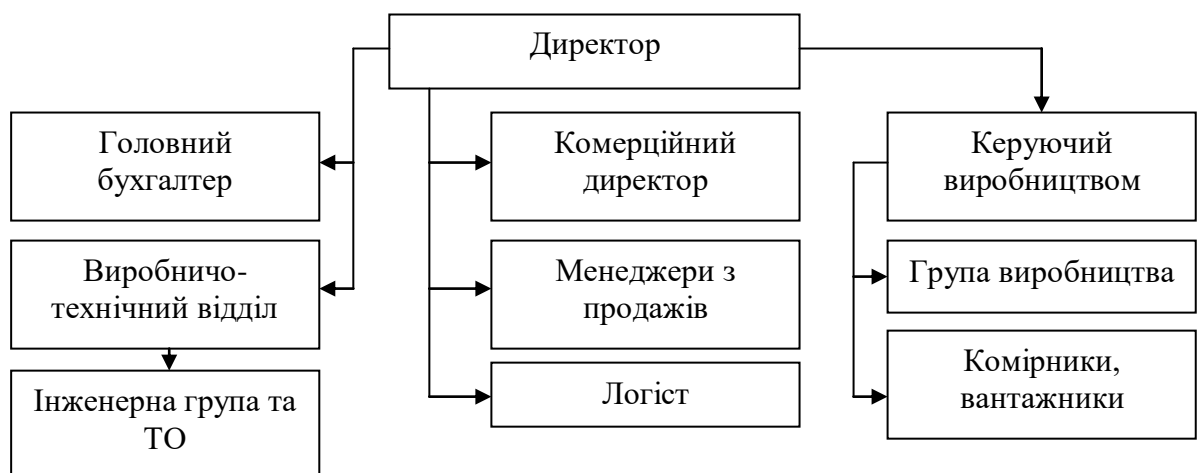 Директор
Головний
бухгалтер
Комерційний
директор
Керуючий
виробництвом
Виробничо-
технічний відділ
Менеджери з
продажів
Група виробництва
Інженерна група та
ТО
Логіст
Комірники,
вантажники